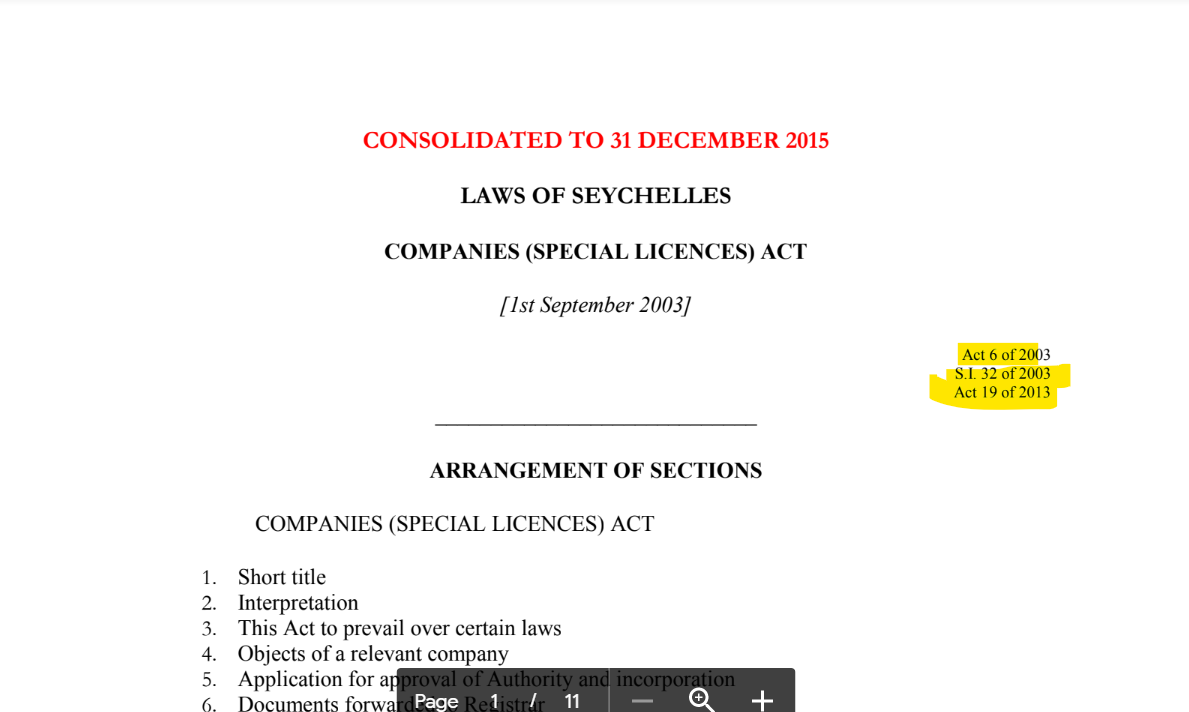 CONSOLIDATED TO 31 DECEMBER 2015
LAWS OF SEYCHELLES
COMPANIES (SPECIAL LICENCES) ACT
[1st September 2003]
Act 6 of 2003
S.I. 32 of 2003
Act 19 of 2013
ARRANGEMENT OF SECTIONS
COMPANIES (SPECIAL LICENCES) ACT
1. Short title
2. Interpretation
3. This Act to prevail over certain laws
4. Objects of a relevant company
5. Application for approval of Authority and incorporation
6. Documents forwarded to Registrar
Page 1 / 11